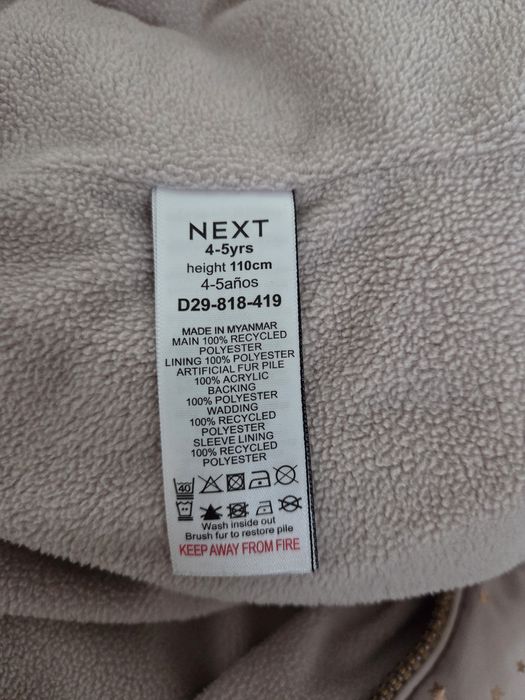 NEXT
4-5yrs
height 110cm
4-5años
D29-818-419
MADE IN MYANMAR
MAIN 100% RECYCLED
POLYESTER
LINING 100% POLYESTER
ARTIFICIAL FUR PILE
100% ACRYLIC
BACKING
100% POLYESTER
WADDING
100% RECYCLED
POLYESTER
SLEEVE LINING
100% RECYCLED
POLYESTER
40
Wash inside out
Brush fur to restore pile
KEEP AWAY FROM FIRE